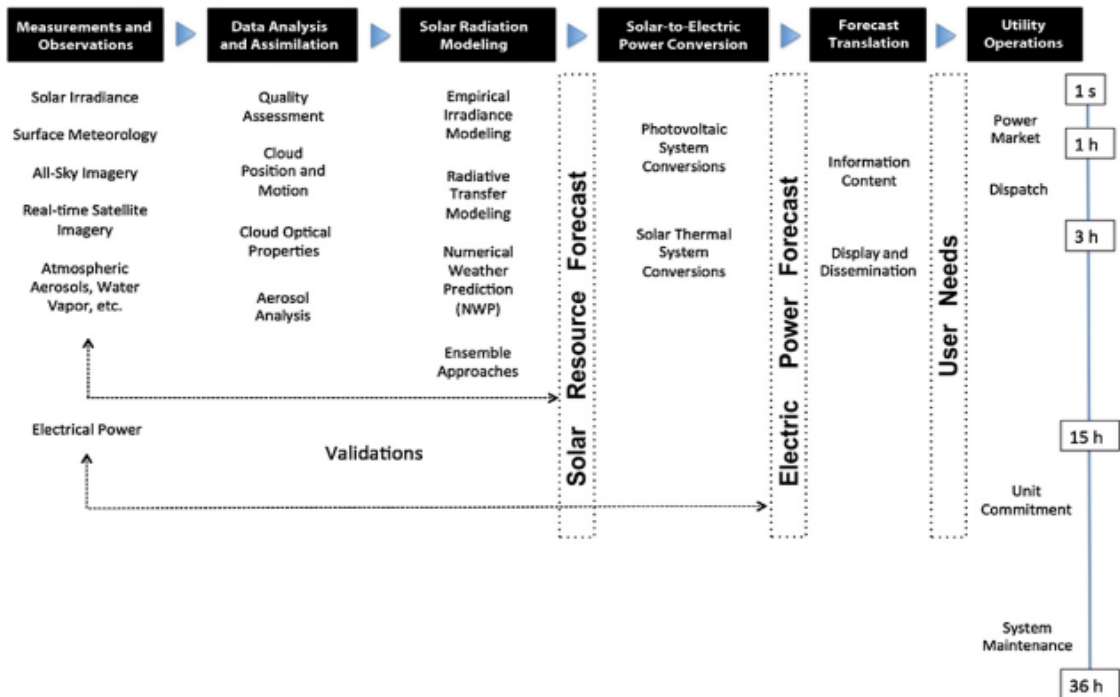 Measurements and
Observations
Data Analysis
and Assimilation
Solar Radiation
Modeling
Solar-to-Electric
Power Conversion
Forecast
Translation
Utility
Operations
Solar Irradiance
Surface Meteorology
All-Sky Imagery
Real-time Satellite
Imagery
Atmospheric
Aerosols, Water
Vapor, etc.
Electrical Power
Quality
Assessment
Cloud
Position and
Motion
Cloud Optical
Properties
Aerosol
Analysis
Validations
Empirical
Irradiance
Modeling
Radiative
Transfer
Modeling
Numerical
Weather
Prediction
(NWP)
Ensemble
Approaches
Solar Resource Forecast
Photovoltaic
System
Conversions
Solar Thermal
System
Conversions
Electric Power Forecast
Information
Content
Display and
Dissemination
User Needs
Power
Market
Dispatch
Unit
Commitment
System
Maintenance
1 s
1 h
3 h
15 h
36 h